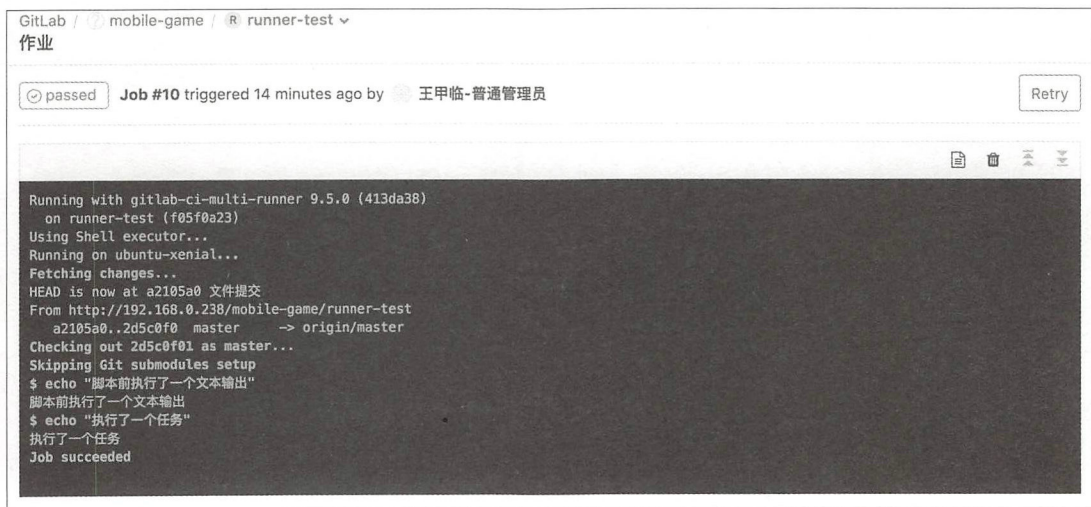 GitLab / mobile-game / R runner-test
作业
passed Job #10 triggered 14 minutes ago by 王甲临-普通管理员 Retry
Running with gitlab-ci-multi-runner 9.5.0 (413da38)
on runner-test (f05f0a23)
Using Shell executor...
Running on ubuntu-xenial...
Fetching changes...
HEAD is now at a2105a0 文件提交
From http://192.168.0.238/mobile-game/runner-test
a2105a0..2d5c0f0 master -> origin/master
Checking out 2d5c0f01 as master...
Skipping Git submodules setup
$ echo "脚本前执行了一个文本输出"
脚本前执行了一个文本输出
$ echo "执行了一个任务"
执行了一个任务
Job succeeded